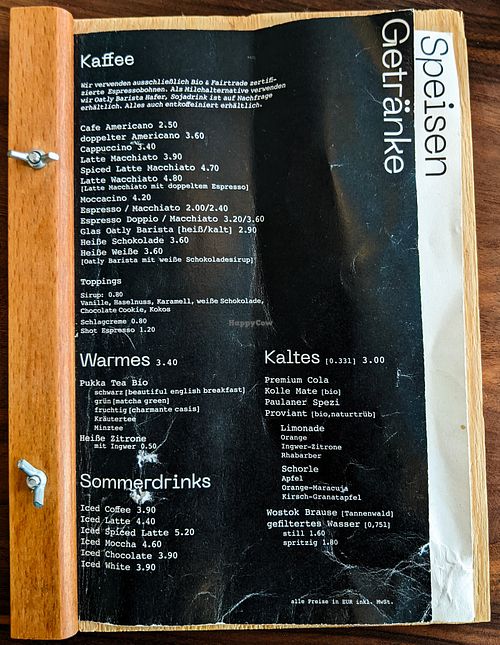 Speisen
Getränke
Kaffee
Wir verwenden ausschließlich Bio & Fairtrade zertifi-
zierte Espressobohnen. Als Milchalternative verwenden
wir Oatly Barista Hafer, Sojadrink ist auf Nachfrage
erhältlich. Alles auch entkoffeiniert erhältlich.
Cafe Americano 2.50
doppelter Americano 3.60
Cappuccino 3.40
Latte Macchiato 3.90
Spiced Latte Macchiato 4.70
Latte Wacchiato 4.80
[Latte Macchiato mit doppeltem Espresso]
Moccacino 4.20
Espresso / Macchiato 2.00/2.40
Espresso Doppio / Macchiato 3.20/3.60
Glas Oatly Barista [heiß/kalt] 2.90
Heiße Schokolade 3.60
Heiße Weiße 3.60
[Oatly Barista mit weiße Schokoladesirup]
Toppings
Sirup: 0.80
Vanille, Haselnuss, Karamell, weiße Schokolade,
Chocolate Cookie, Kokos
Schlagcreme 0.80
Shot Espresso 1.20
HappyCow
Warmes 3.40
Pukka Tea Bio
schwarz [beautiful english breakfast]
grün [matcha green]
fruchtig [charmante casis]
Kräutertee
Minztee
Heiße Zitrone
mit Ingwer 0.50
Sommerdrinks
Iced Coffee 3.90
Iced Latte 4.40
Iced Spiced Latte 5.20
Iced Moccha 4.60
Iced Chocolate 3.90
Iced White 3.90
Kaltes [0.33l] 3.00
Premium Cola
Kolle Mate [bio]
Paulaner Spezi
Proviant [bio,naturtrüb]
Limonade
Orange
Ingwer-Zitrone
Rhabarber
Schorle
Apfel
Orange-Maracuja
Kirsch-Granatapfel
Wostok Brause [Tannenwald]
gefiltertes Wasser [0,75l]
still 1.60
spritzig 1.80
alle Preise in EUR inkl. MwSt.